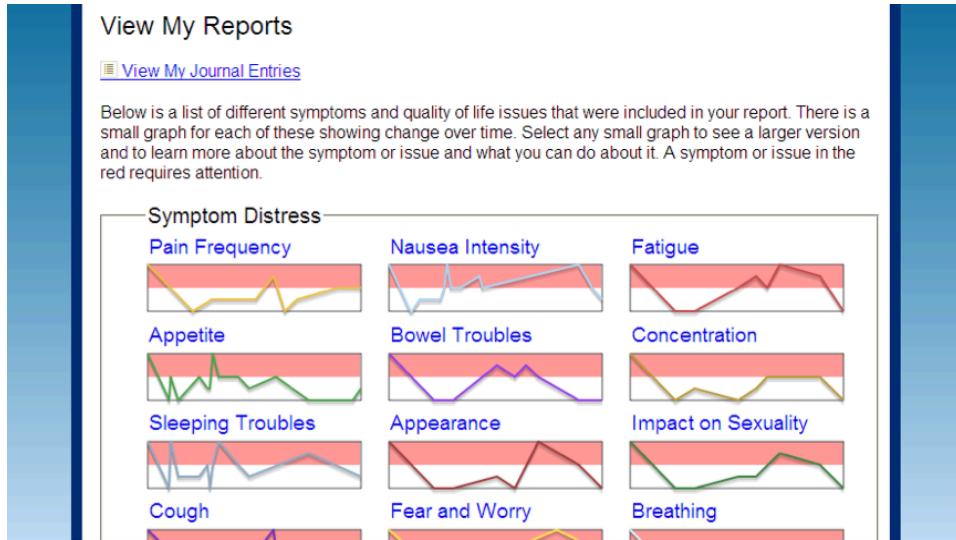 View My Reports
View My Journal Entries
Below is a list of different symptoms and quality of life issues that were included in your report. There is a
small graph for each of these showing change over time. Select any small graph to see a larger version
and to learn more about the symptom or issue and what you can do about it. A symptom or issue in the
red requires attention.
Symptom Distress
Pain Frequency Nausea Intensity Fatigue
Appetite Bowel Troubles Concentration
Sleeping Troubles Appearance Impact on Sexuality
Cough Fear and Worry Breathing